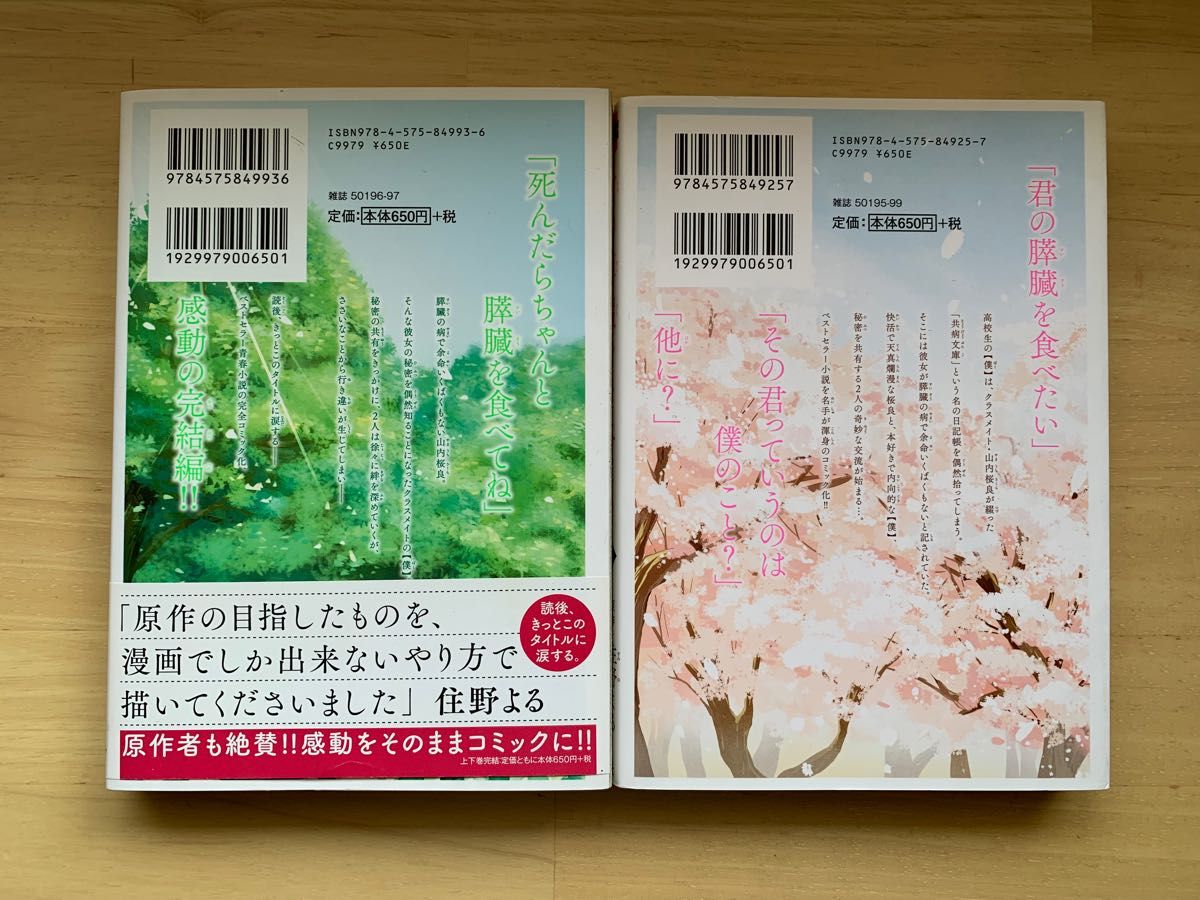 9784575849936
1929979006501
ISBN978-4-575-84993-6
C9979 ¥650E
雑誌 50196-97
定価:本体650円+税
「死んだらちゃんと
膵臓を食べてね」
膵臓の病で余命いくばくもない山内桜良。
そんな彼女の秘密を偶然知ることになったクラスメイトの【僕】
秘密の共有をきっかけに、2人は徐々に絆を深めていくが、
ささいなことから行き違いが生じてしまい——
読後、きっとこのタイトルに涙する——
ベストセラー青春小説の完全コミック化、
感動の完結編!!
「原作の目指したものを、
漫画でしか出来ないやり方で
描いてくださいました」 住野よる
読後、
きっとこの
タイトルに
涙する。
原作者も絶賛!!感動をそのままコミックに!!
上下巻完結:定価ともに本体650円+税
9784575849257
1929979006501
ISBN978-4-575-84925-7
C9979 ¥650E
雑誌 50195-99
定価:本体650円+税
「君の膵臓を食べたい」
高校生の【僕】は、クラスメイト・山内桜良が綴った
「共病文庫」という名の日記帳を偶然拾ってしまう。
そこには彼女が膵臓の病で余命いくばくもないと記されていた。
快活で天真爛漫な桜良と、本好きで内向的な【僕】
秘密を共有する2人の奇妙な交流が始まる…。
ベストセラー小説を名手が渾身のコミック化!!
「その君っていうのは
僕のこと?」
「他に?」